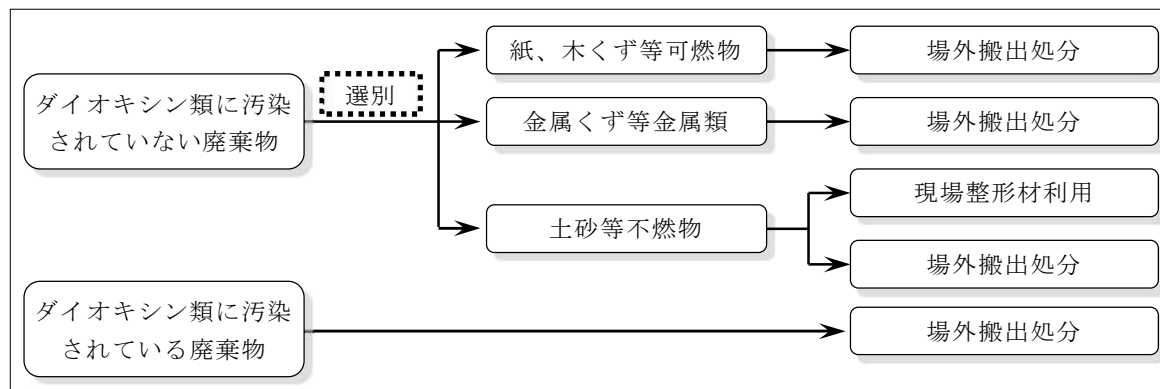 紙、木くず等可燃物
場外搬出処分
ダイオキシン類に汚染
されていない廃棄物
選別
金属くず等金属類
場外搬出処分
現場整形材利用
土砂等不燃物
場外搬出処分
ダイオキシン類に汚染
されている廃棄物
場外搬出処分